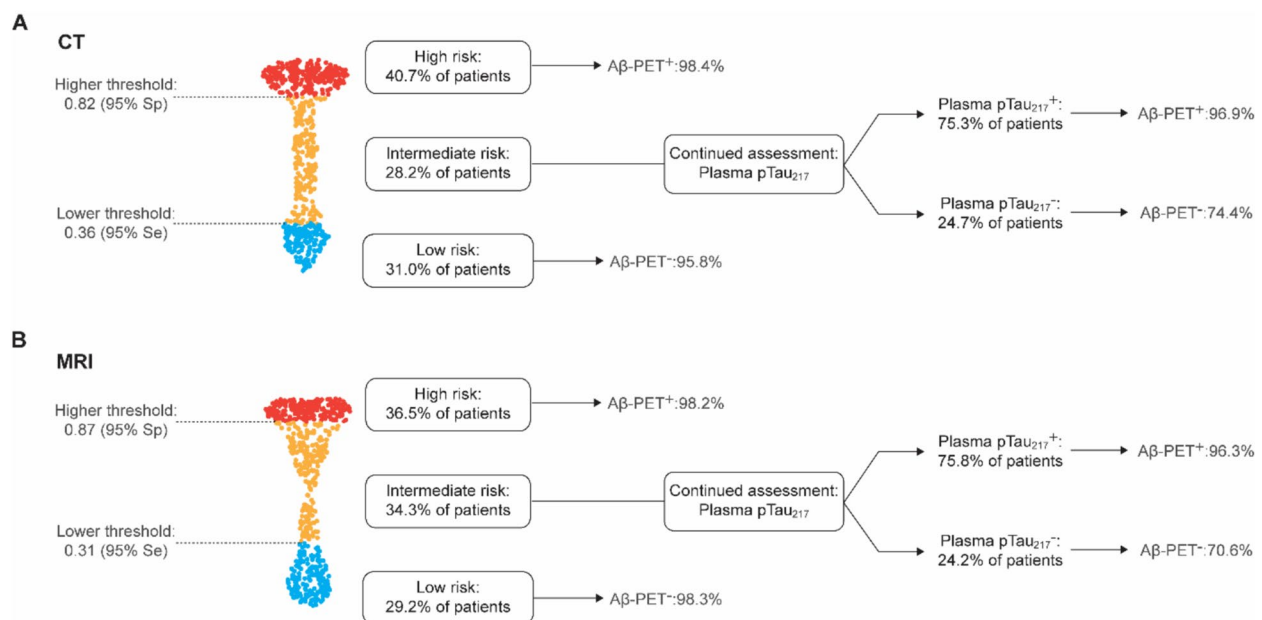 A
CT
Higher threshold:
0.82 (95% Sp)
Lower threshold:
0.36 (95% Se)
High risk:
40.7% of patients
Aβ-PET⁺:98.4%
Intermediate risk:
28.2% of patients
Continued assessment:
Plasma pTau₂₁₇
Plasma pTau₂₁₇⁺:
75.3% of patients
Aβ-PET⁺:96.9%
Plasma pTau₂₁₇⁻:
24.7% of patients
Aβ-PET⁻:74.4%
Low risk:
31.0% of patients
Aβ-PET⁻:95.8%
B
MRI
Higher threshold:
0.87 (95% Sp)
Lower threshold:
0.31 (95% Se)
High risk:
36.5% of patients
Aβ-PET⁺:98.2%
Intermediate risk:
34.3% of patients
Continued assessment:
Plasma pTau₂₁₇
Plasma pTau₂₁₇⁺:
75.8% of patients
Aβ-PET⁺:96.3%
Plasma pTau₂₁₇⁻:
24.2% of patients
Aβ-PET⁻:70.6%
Low risk:
29.2% of patients
Aβ-PET⁻:98.3%